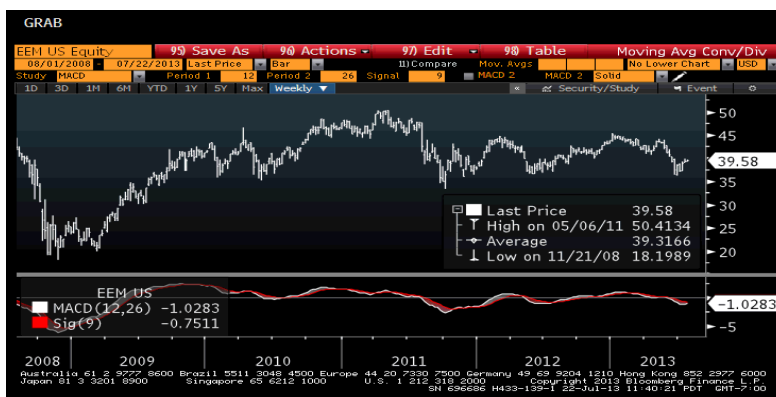 GRAB
EEM US Equity 95) Save As 96) Actions 97) Edit 98) Table Moving Avg Conv/Div
08/01/2008 - 07/22/2013 Last Price Bar 11) Compare Mov. Avgs No Lower Chart USD
Study MACD Period 1 12 Period 2 26 Signal 9 MACD 2 MACD 2 Solid
1D 3D 1M 6M YTD 1Y 5Y Max Weekly ▼ « Security/Study Event
50
45
39.58
35
30
25
20
Last Price 39.58
High on 05/06/11 50.4134
Average 39.3166
Low on 11/21/08 18.1989
EEM US
MACD(12,26) -1.0283
Sig(9) -0.7511
-1.0283
-5
2008 2009 2010 2011 2012 2013
Australia 61 2 9777 8600 Brazil 5511 3048 4500 Europe 44 20 7330 7500 Germany 49 69 9204 1210 Hong Kong 852 2977 6000
Japan 81 3 3201 8900 Singapore 65 6212 1000 U.S. 1 212 318 2000 Copyright 2013 Bloomberg Finance L.P.
SN 696686 H433-139-1 22-Jul-13 11:40:21 PDT GMT-7:00